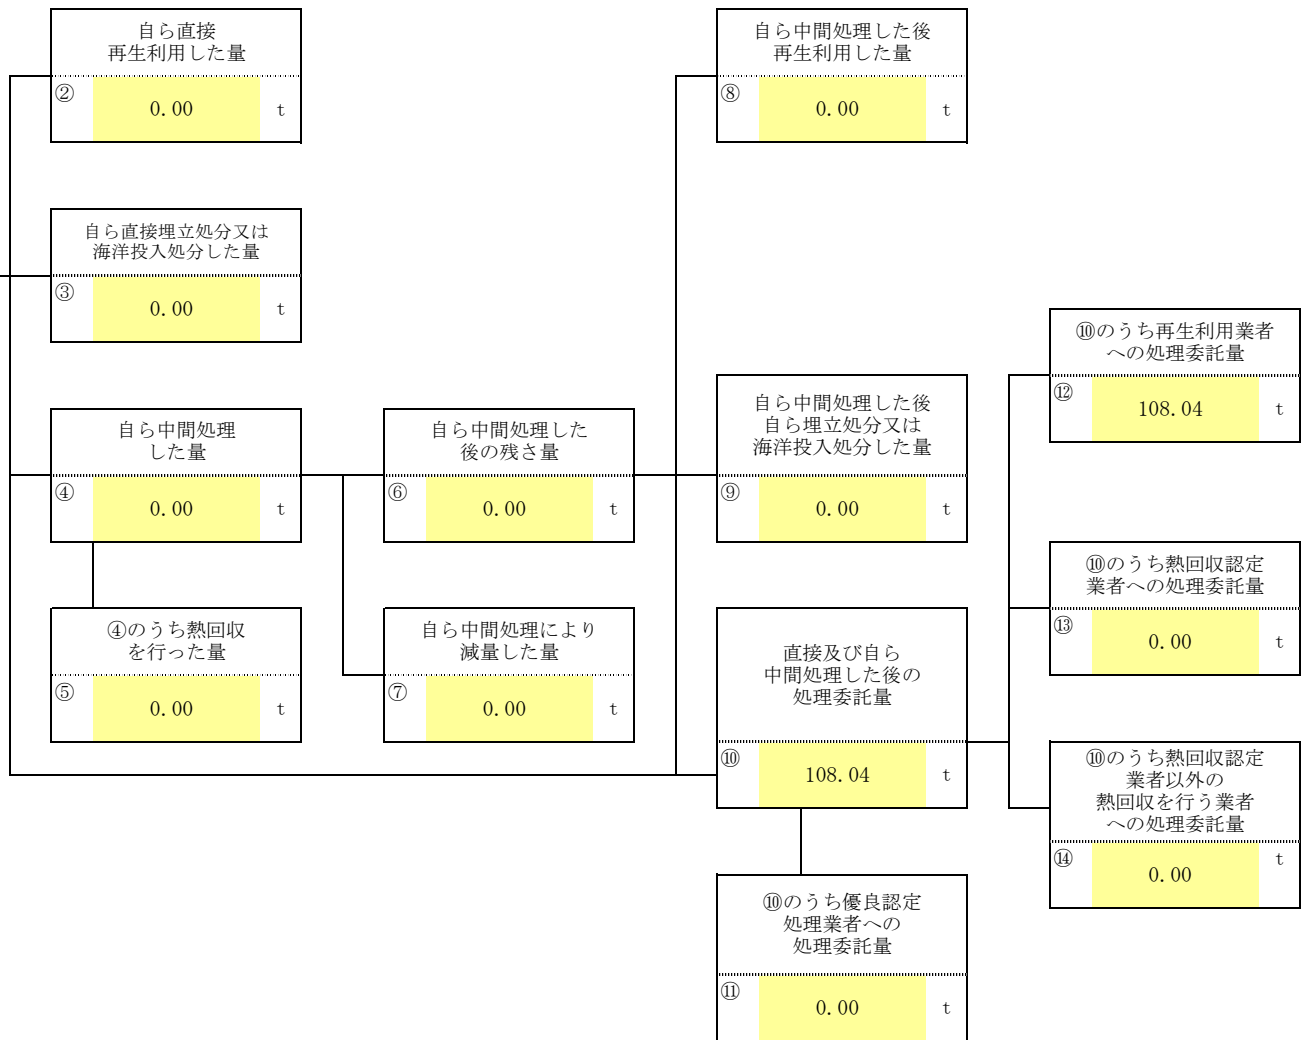 自ら直接
再生利用した量
② 0.00 t
自ら中間処理した後
再生利用した量
⑧ 0.00 t
自ら直接埋立処分又は
海洋投入処分した量
③ 0.00 t
⑩のうち再生利用業者
への処理委託量
⑫ 108.04 t
自ら中間処理
した量
④ 0.00 t
自ら中間処理した
後の残さ量
⑥ 0.00 t
自ら中間処理した後
自ら埋立処分又は
海洋投入処分した量
⑨ 0.00 t
⑩のうち熱回収認定
業者への処理委託量
⑬ 0.00 t
④のうち熱回収
を行った量
⑤ 0.00 t
自ら中間処理により
減量した量
⑦ 0.00 t
直接及び自ら
中間処理した後の
処理委託量
⑩ 108.04 t
⑩のうち熱回収認定
業者以外の
熱回収を行う業者
への処理委託量
⑭ 0.00 t
⑩のうち優良認定
処理業者への
処理委託量
⑪ 0.00 t